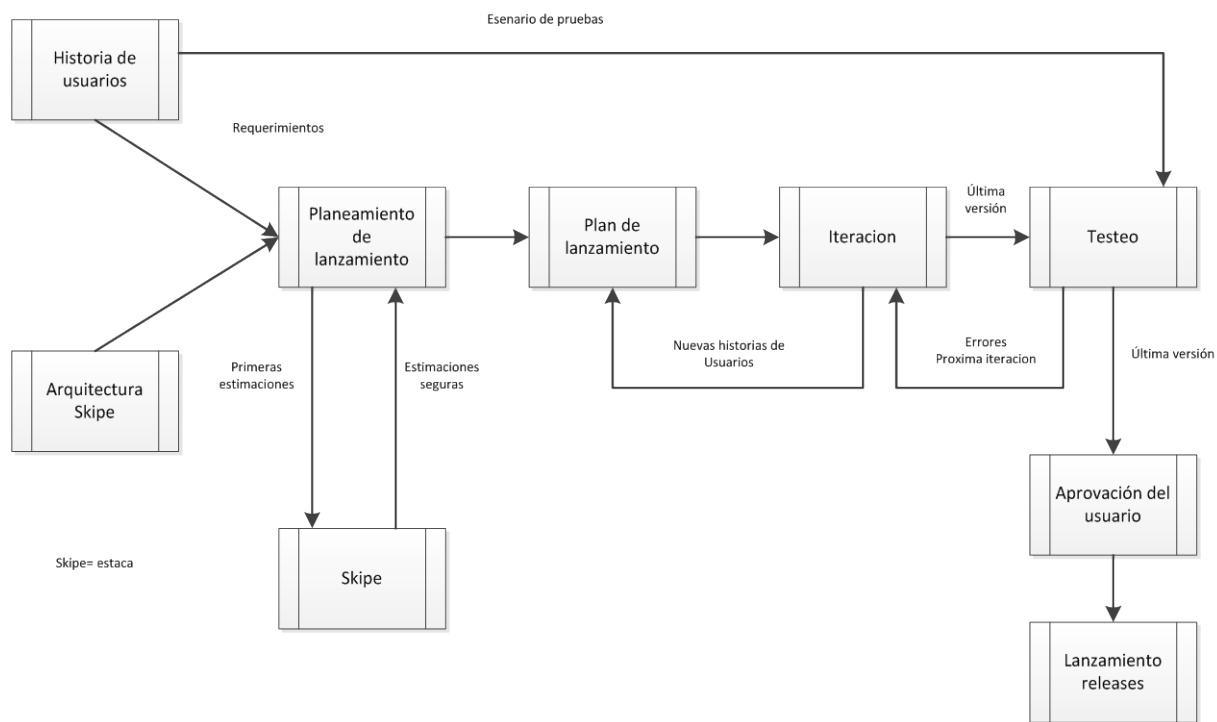 Esenario de pruebas
Historia de
usuarios
Requerimientos
Planeamiento
de
lanzamiento
Plan de
lanzamiento
Iteracion
Última
versión
Testeo
Arquitectura
Skipe
Primeras
estimaciones
Estimaciones
seguras
Nuevas historias de
Usuarios
Errores
Proxima iteracion
Última versión
Aprovación del
usuario
Skipe= estaca
Skipe
Lanzamiento
releases